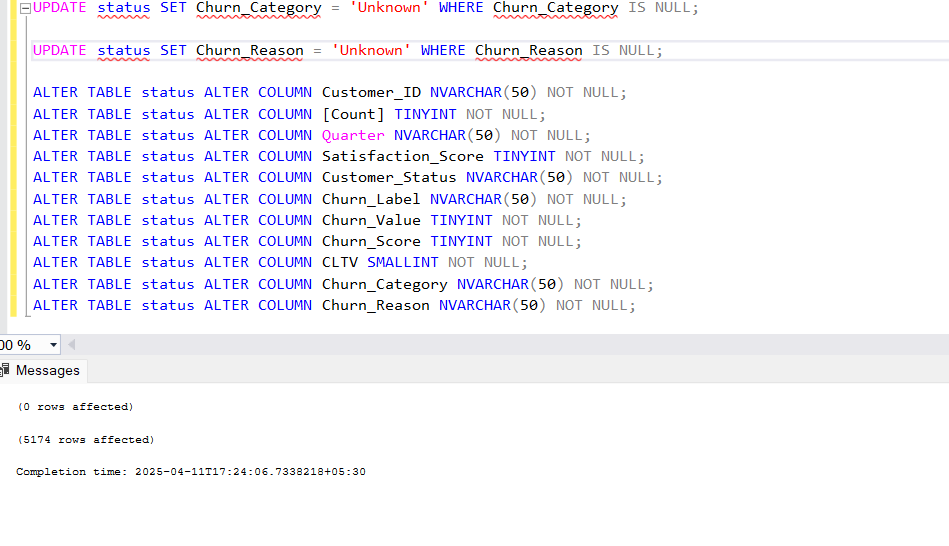 UPDATE status SET Churn_Category = 'Unknown' WHERE Churn_Category IS NULL;
UPDATE status SET Churn_Reason = 'Unknown' WHERE Churn_Reason IS NULL;
ALTER TABLE status ALTER COLUMN Customer_ID NVARCHAR(50) NOT NULL;
ALTER TABLE status ALTER COLUMN [Count] TINYINT NOT NULL;
ALTER TABLE status ALTER COLUMN Quarter NVARCHAR(50) NOT NULL;
ALTER TABLE status ALTER COLUMN Satisfaction_Score TINYINT NOT NULL;
ALTER TABLE status ALTER COLUMN Customer_Status NVARCHAR(50) NOT NULL;
ALTER TABLE status ALTER COLUMN Churn_Label NVARCHAR(50) NOT NULL;
ALTER TABLE status ALTER COLUMN Churn_Value TINYINT NOT NULL;
ALTER TABLE status ALTER COLUMN Churn_Score TINYINT NOT NULL;
ALTER TABLE status ALTER COLUMN CLTV SMALLINT NOT NULL;
ALTER TABLE status ALTER COLUMN Churn_Category NVARCHAR(50) NOT NULL;
ALTER TABLE status ALTER COLUMN Churn_Reason NVARCHAR(50) NOT NULL;
00 %
Messages
(0 rows affected)
(5174 rows affected)
Completion time: 2025-04-11T17:24:06.7338218+05:30